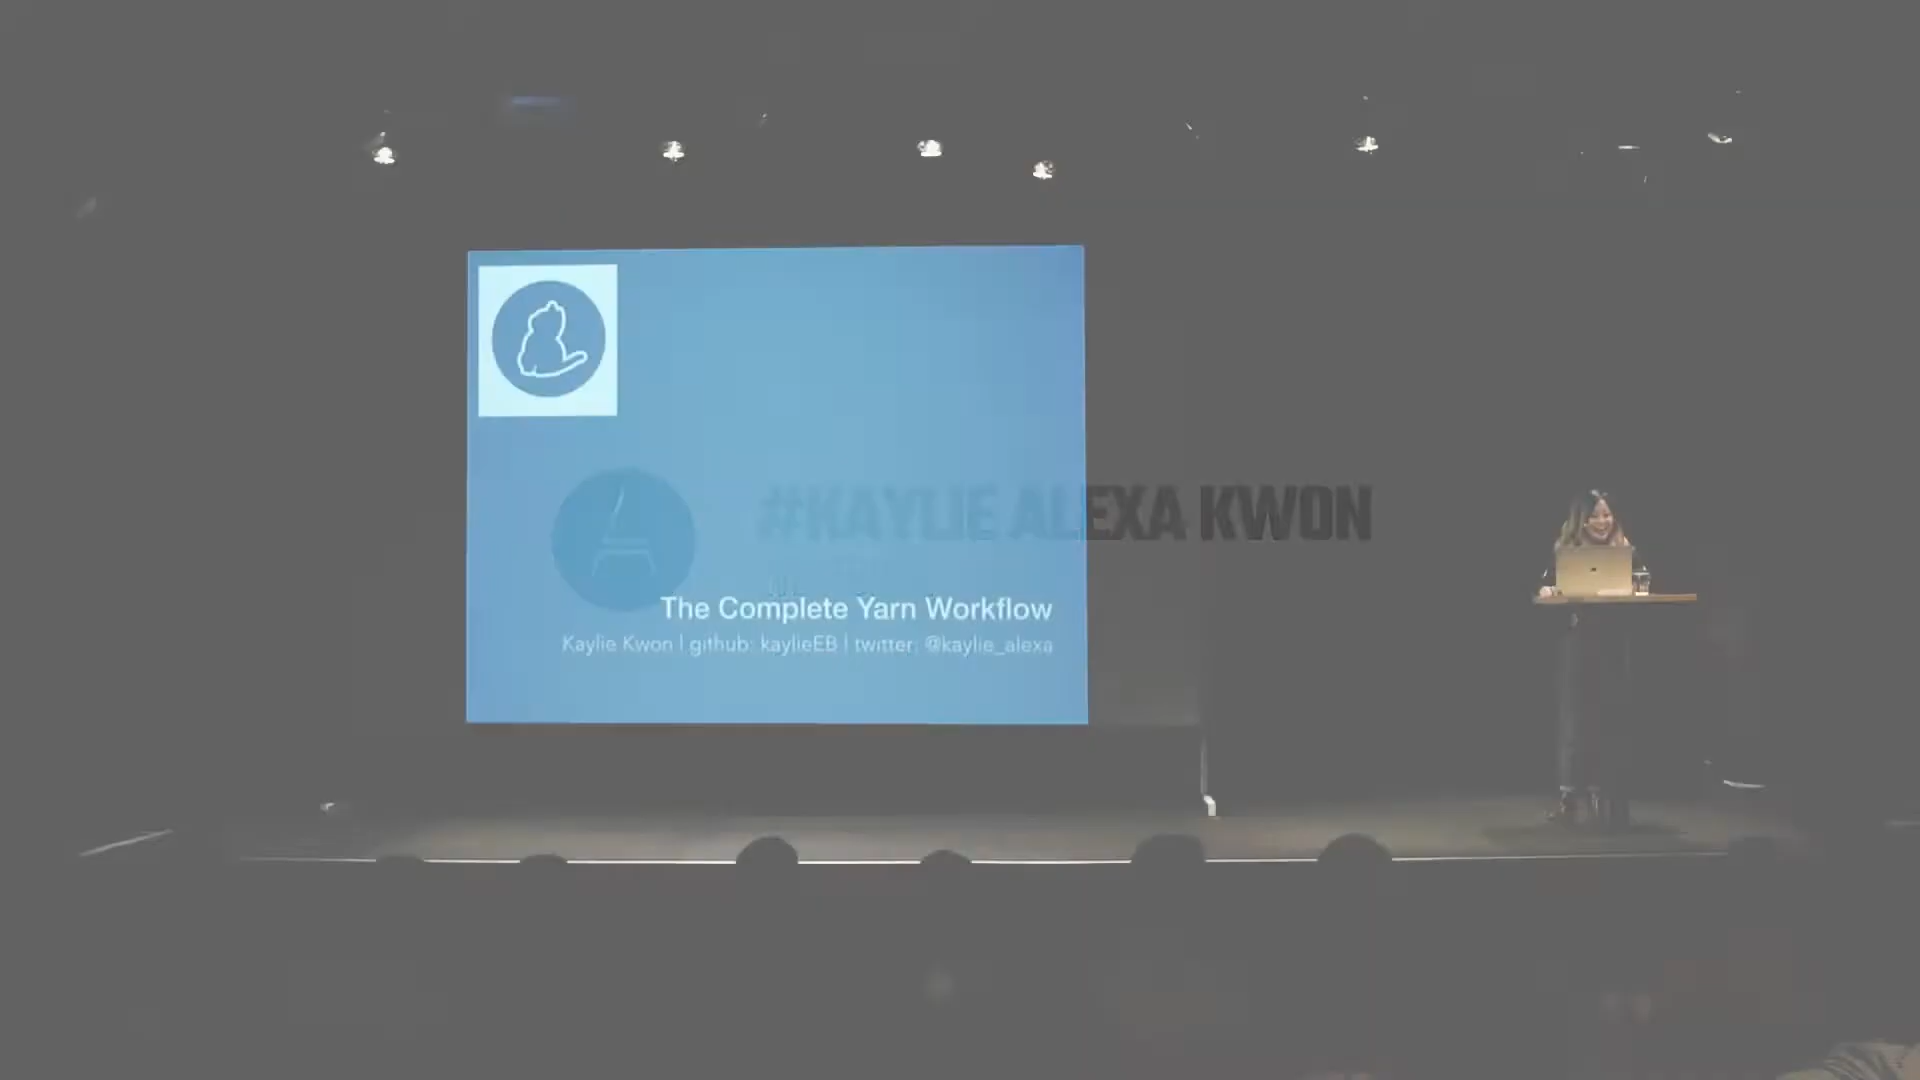 #KAYLIE ALEXA KWON
The Complete Yarn Workflow
Kaylie Kwon | github: kaylieEB | twitter: @kaylie_alexa